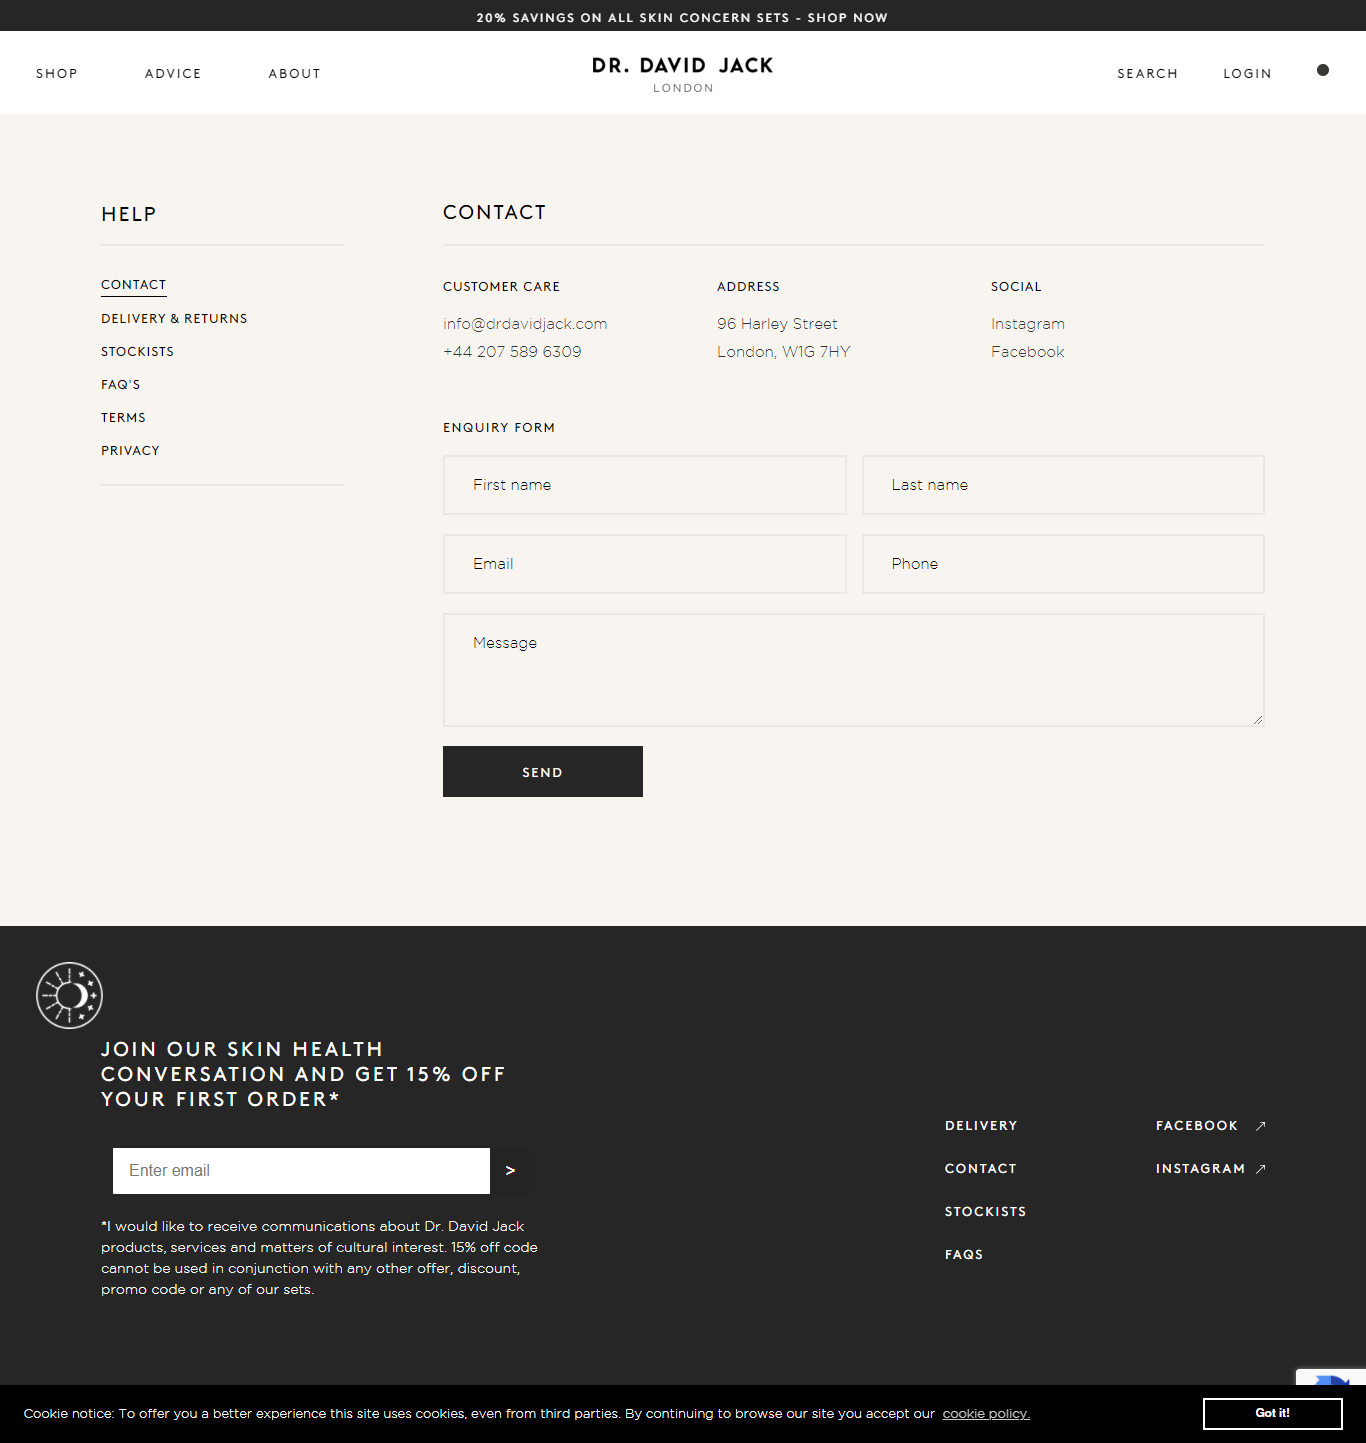 20% SAVINGS ON ALL SKIN CONCERN SETS - SHOP NOW
SHOP ADVICE ABOUT
DR. DAVID JACK
LONDON
SEARCH LOGIN
HELP
CONTACT
DELIVERY & RETURNS
STOCKISTS
FAQ'S
TERMS
PRIVACY
CONTACT
CUSTOMER CARE
info@drdavidjack.com
+44 207 589 6309
ADDRESS
96 Harley Street
London, W1G 7HY
SOCIAL
Instagram
Facebook
ENQUIRY FORM
First name
Last name
Email
Phone
Message
SEND
JOIN OUR SKIN HEALTH
CONVERSATION AND GET 15% OFF
YOUR FIRST ORDER*
Enter email
>
*I would like to receive communications about Dr. David Jack
products, services and matters of cultural interest. 15% off code
cannot be used in conjunction with any other offer, discount,
promo code or any of our sets.
DELIVERY
CONTACT
STOCKISTS
FAQS
FACEBOOK
INSTAGRAM
Cookie notice: To offer you a better experience this site uses cookies, even from third parties. By continuing to browse our site you accept our cookie policy.
Got it!